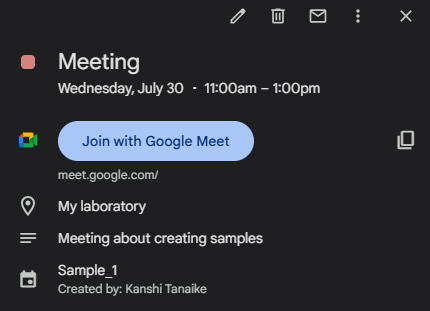 Meeting
Wednesday, July 30 · 11:00am – 1:00pm
Join with Google Meet
meet.google.com/
My laboratory
Meeting about creating samples
Sample_1
Created by: Kanshi Tanaike